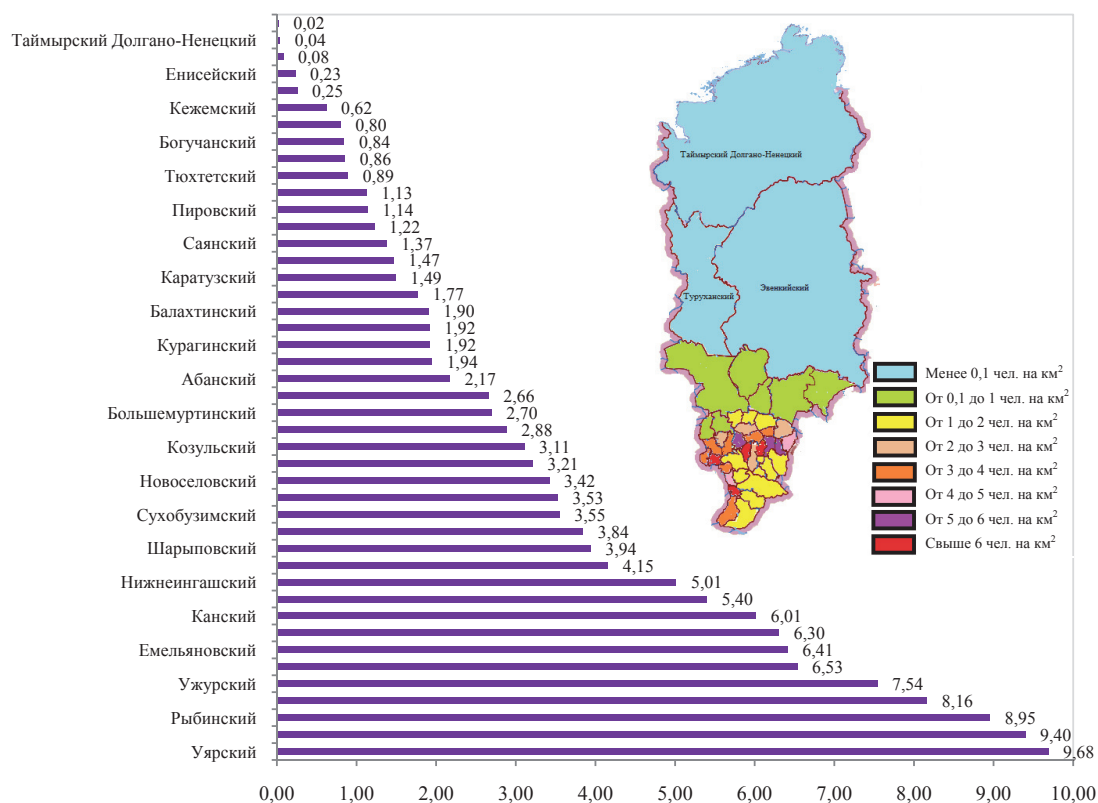 0,02
Таймырский Долгано-Ненецкий 0,04
0,08
Енисейский 0,23
0,25
Кежемский 0,62
0,80
Богучанский 0,84
0,86
Тюхтетский 0,89
1,13
Пировский 1,14
1,22
Саянский 1,37
1,47
Каратузский 1,49
1,77
Балахтинский 1,90
1,92
Курагинский 1,92
1,94
Абанский 2,17
2,66
Большемуртинский 2,70
2,88
Козульский 3,11
3,21
Новоселовский 3,42
3,53
Сухобузимский 3,55
3,84
Шарыповский 3,94
4,15
Нижнеингашский 5,01
5,40
Канский 6,01
6,30
Емельяновский 6,41
6,53
Ужурский 7,54
8,16
Рыбинский 8,95
9,40
Уярский 9,68
0,00 1,00 2,00 3,00 4,00 5,00 6,00 7,00 8,00 9,00 10,00
Таймырский Долгано-Ненецкий
Туруханский
Эвенкийский
Менее 0,1 чел. на км²
От 0,1 до 1 чел. на км²
От 1 до 2 чел. на км²
От 2 до 3 чел. на км²
От 3 до 4 чел. на км²
От 4 до 5 чел. на км²
От 5 до 6 чел. на км²
Свыше 6 чел. на км²